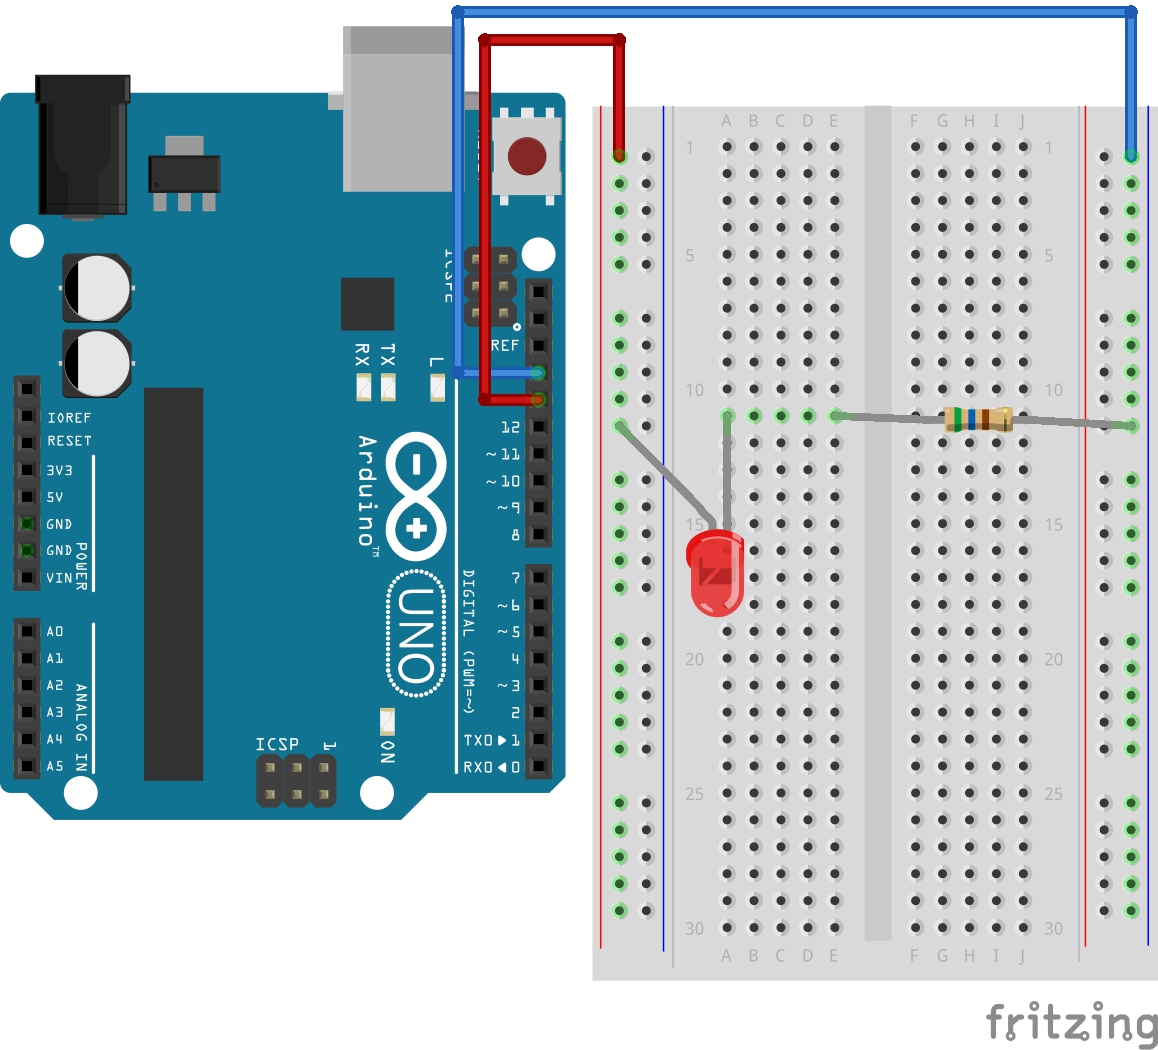 A B C D E F G H I J
1 1
5 5
ICSP2
REF
RX TX L
10 10
IOREF
RESET
3V3
5V
GND
GND
VIN
POWER
12
~11
~10
~9
8
Arduino™
UNO
15 15
7
~6
~5
4
~3
2
TX0▶1
RX0◀0
DIGITAL (PWM=~)
A0
A1
A2
A3
A4
A5
ANALOG IN
ICSP 1
ON
20 20
25 25
30 30
A B C D E F G H I J
fritzing